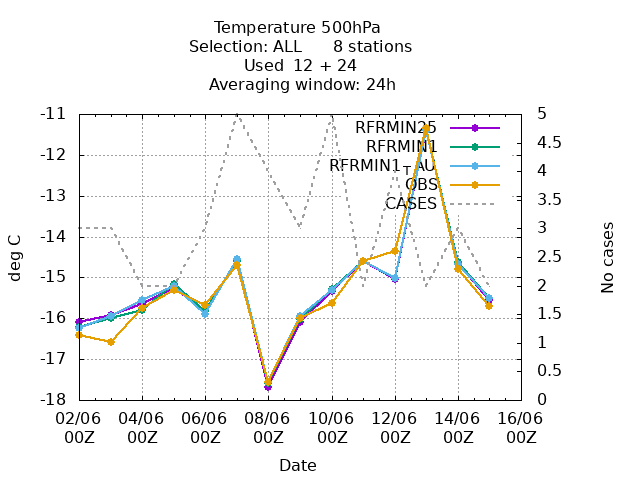 Temperature 500hPa
Selection: ALL 8 stations
Used 12 + 24
Averaging window: 24h
-11
-12
-13
-14
-15
-16
-17
-18
deg C
RFRMIN25
RFRMIN1
RFRMIN1_AU
OBS
CASES
5
4.5
4
3.5
3
2.5
2
1.5
1
0.5
0
No cases
02/06 04/06 06/06 08/06 10/06 12/06 14/06 16/06
00Z 00Z 00Z 00Z 00Z 00Z 00Z 00Z
Date